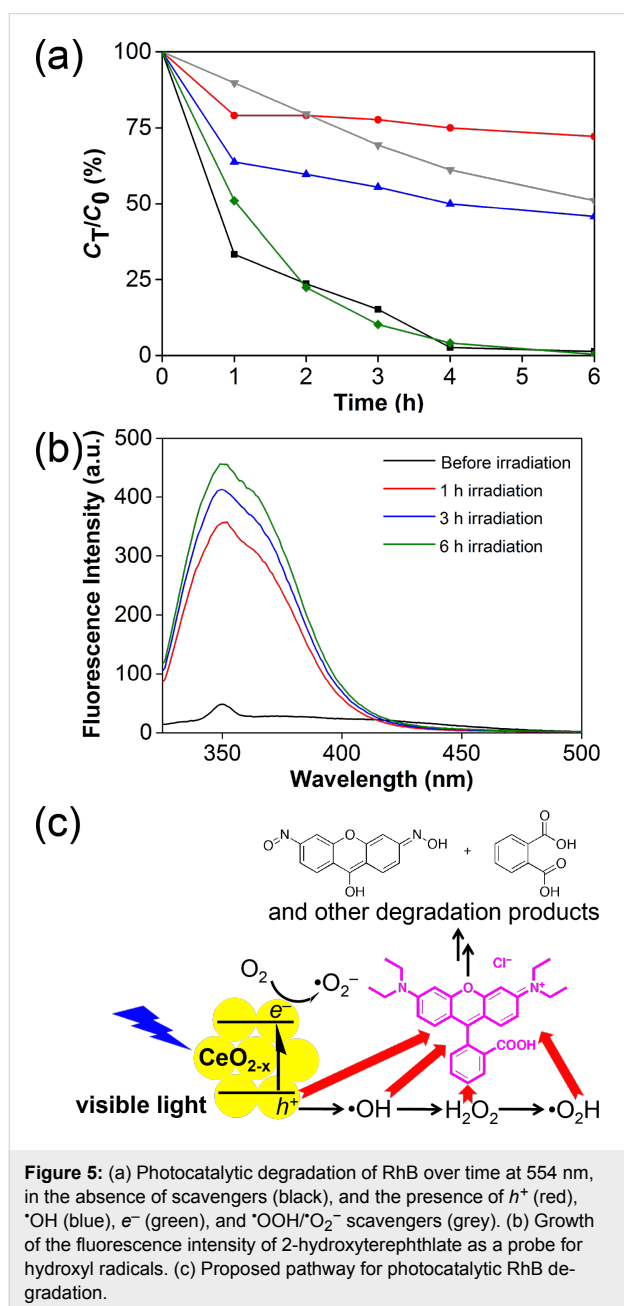 (a)
100
75
50
25
0
C_T/C_0 (%)
0 1 2 3 4 5 6
Time (h)
(b)
500
400
300
200
100
0
Fluorescence Intensity (a.u.)
Before irradiation
1 h irradiation
3 h irradiation
6 h irradiation
350 400 450 500
Wavelength (nm)
(c)
O N O N OH OH + O OH O OH
and other degradation products
O₂ •O₂⁻
Cl⁻
N O N⁺
COOH
e⁻
CeO₂₋ₓ
h⁺
visible light
•OH H₂O₂ •O₂H
Figure 5: (a) Photocatalytic degradation of RhB over time at 554 nm,
in the absence of scavengers (black), and the presence of h⁺ (red),
•OH (blue), e⁻ (green), and •OOH/•O₂⁻ scavengers (grey). (b) Growth
of the fluorescence intensity of 2-hydroxyterephthlate as a probe for
hydroxyl radicals. (c) Proposed pathway for photocatalytic RhB de-
gradation.